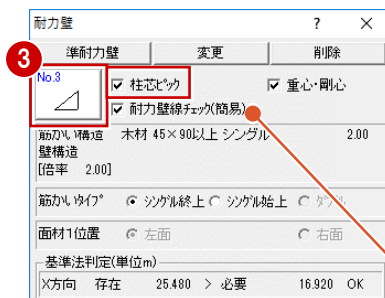 耐力壁 ? ×
準耐力壁 変更 削除
3
No.3 柱芯ﾋﾟｯｸ 重心･剛心
耐力壁線ﾁｪｯｸ(簡易)
筋かい構造 木材 45×90以上 シングル 2.00
壁構造
[倍率 2.00]
筋かいﾀｲﾌﾟ ｼﾝｸﾞﾙ終上 ｼﾝｸﾞﾙ始上 ﾀﾞﾌﾞﾙ
面材1位置 左面 右面
基準法判定(単位m)
X方向 存在 25.480 > 必要 16.920 OK